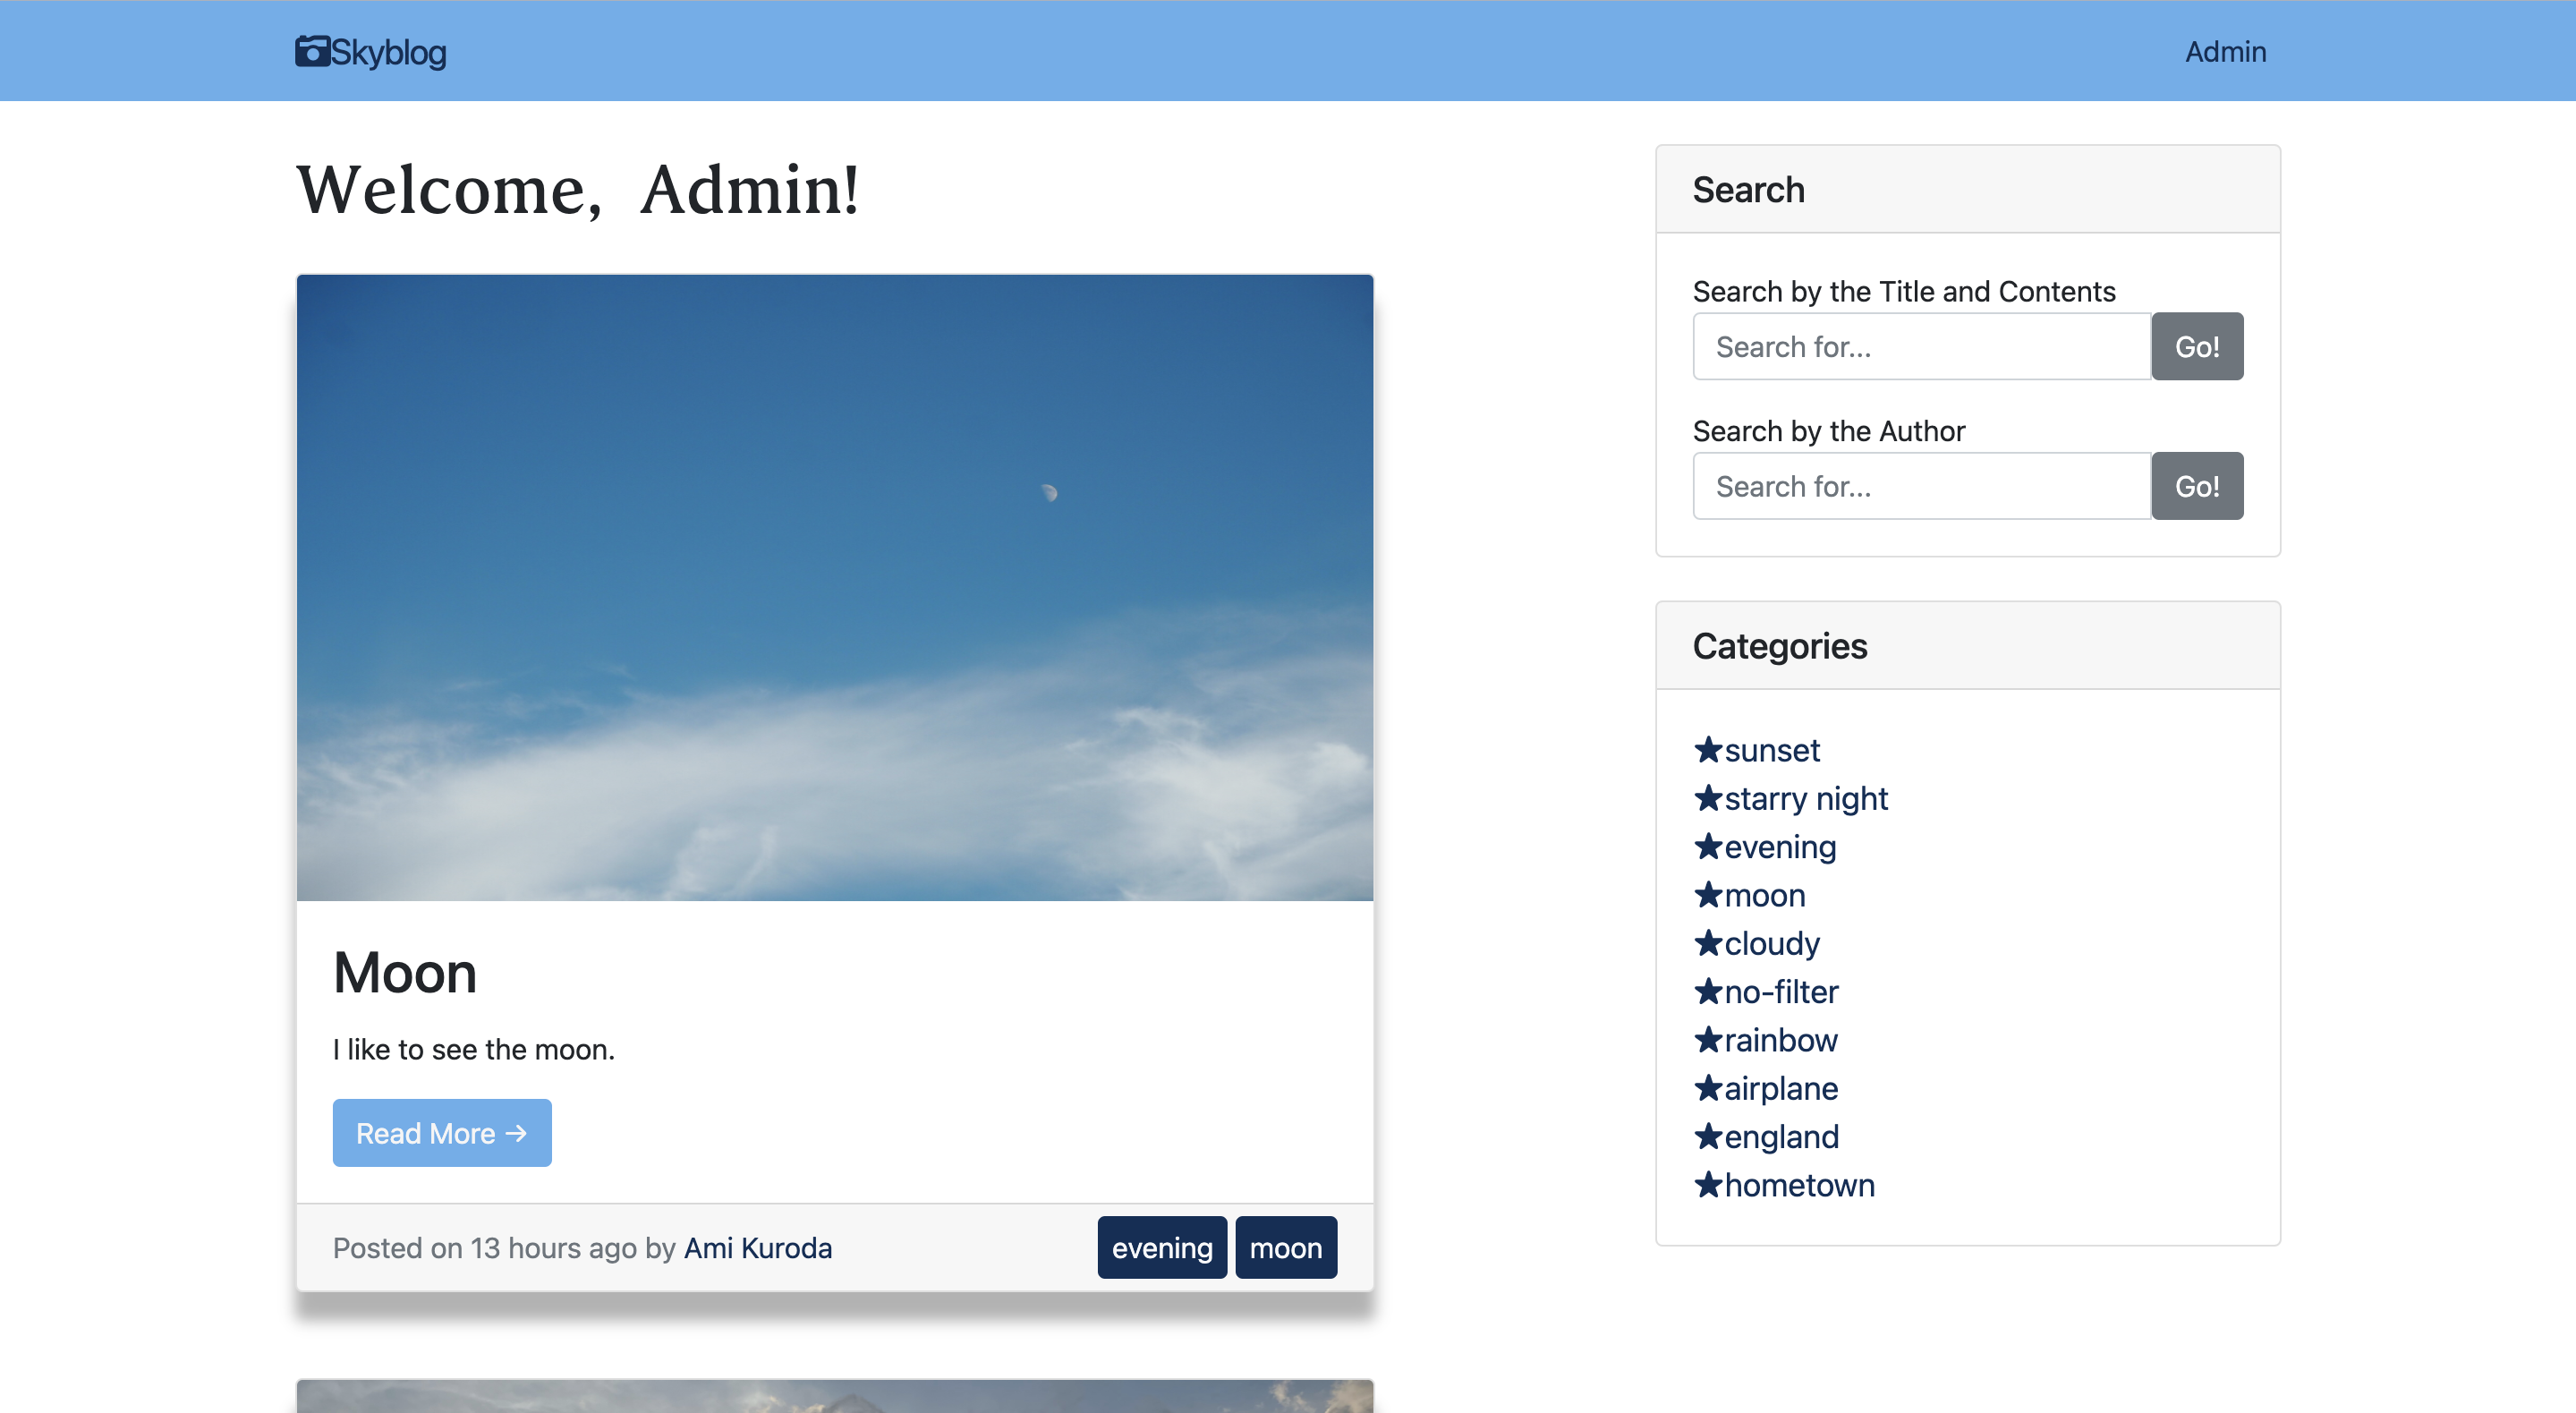 Skyblog
Admin
Welcome, Admin!
Moon
I like to see the moon.
Read More →
Posted on 13 hours ago by Ami Kuroda
evening
moon
Search
Search by the Title and Contents
Search for...
Go!
Search by the Author
Search for...
Go!
Categories
★sunset
★starry night
★evening
★moon
★cloudy
★no-filter
★rainbow
★airplane
★england
★hometown